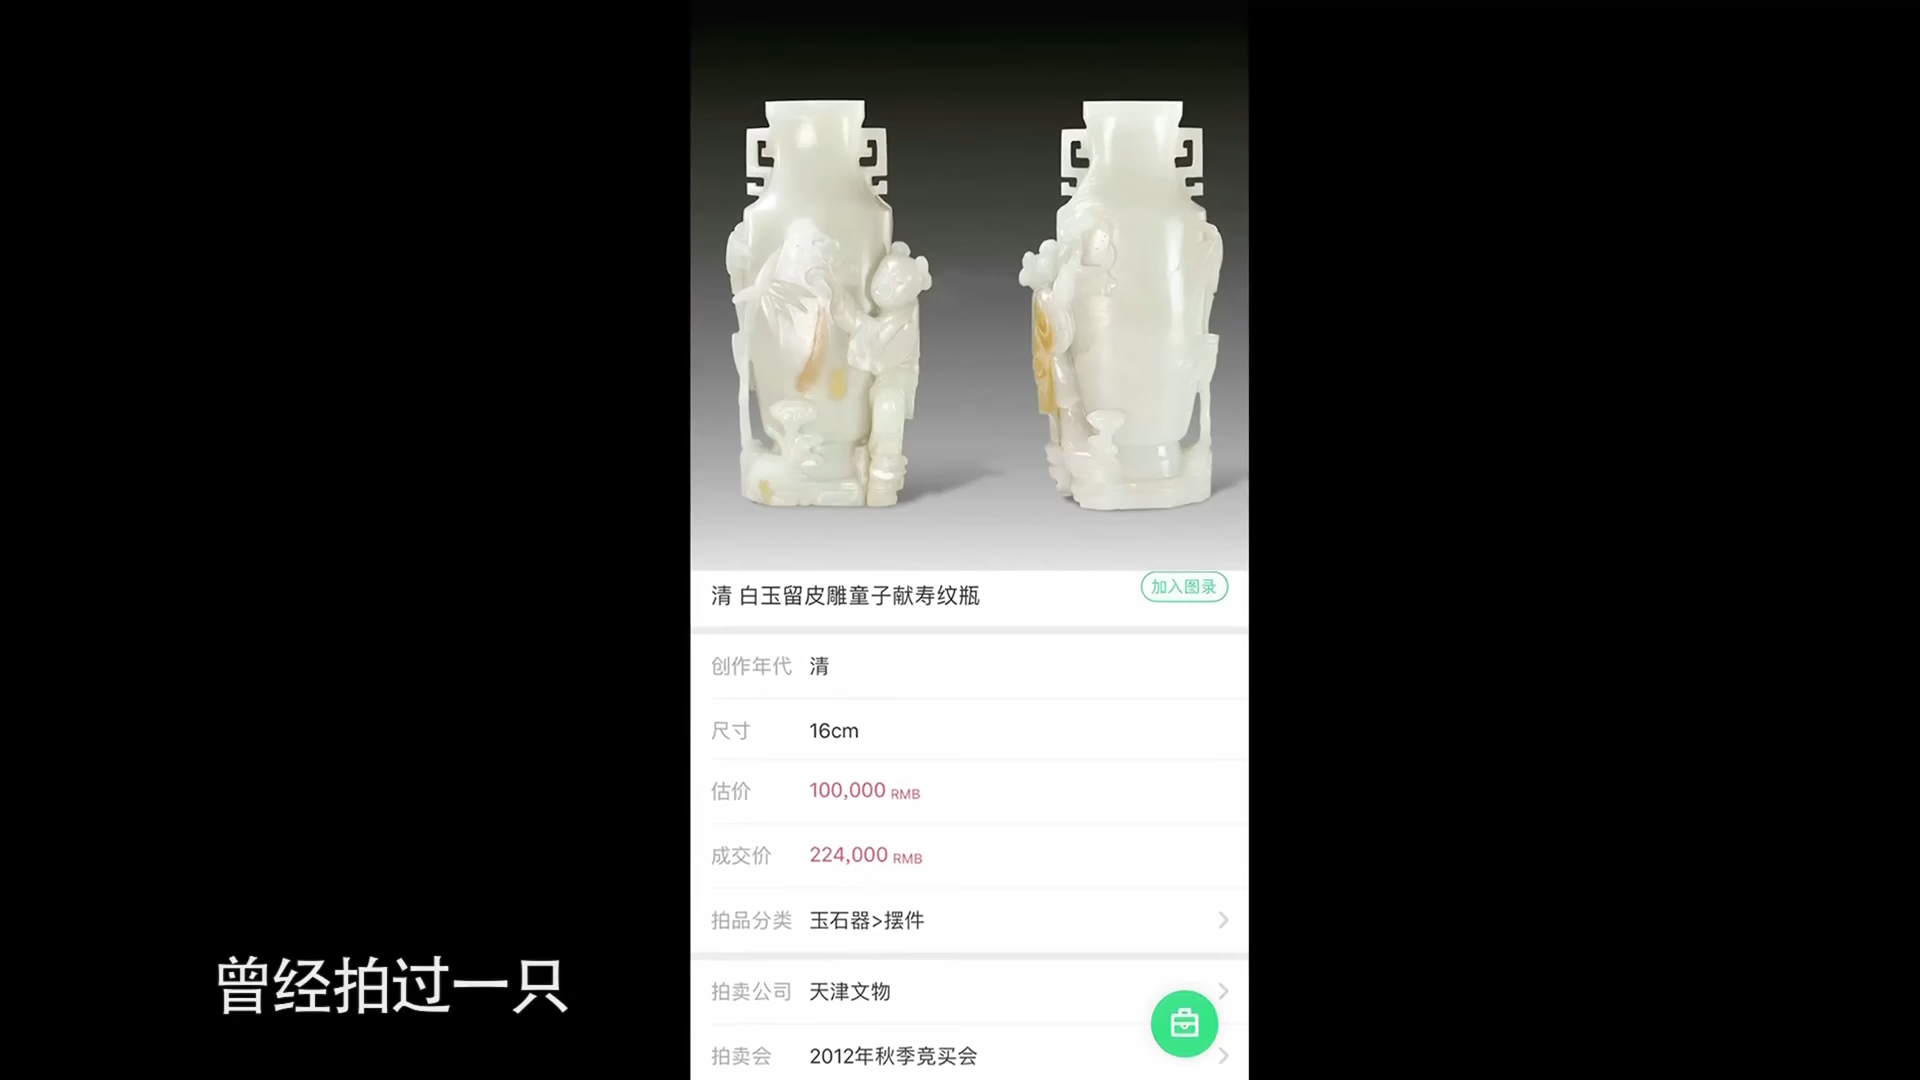 清 白玉留皮雕童子献寿纹瓶
加入图录
创作年代 清
尺寸 16cm
估价 100,000 RMB
成交价 224,000 RMB
拍品分类 玉石器>摆件
拍卖公司 天津文物
拍卖会 2012年秋季竞买会
曾经拍过一只